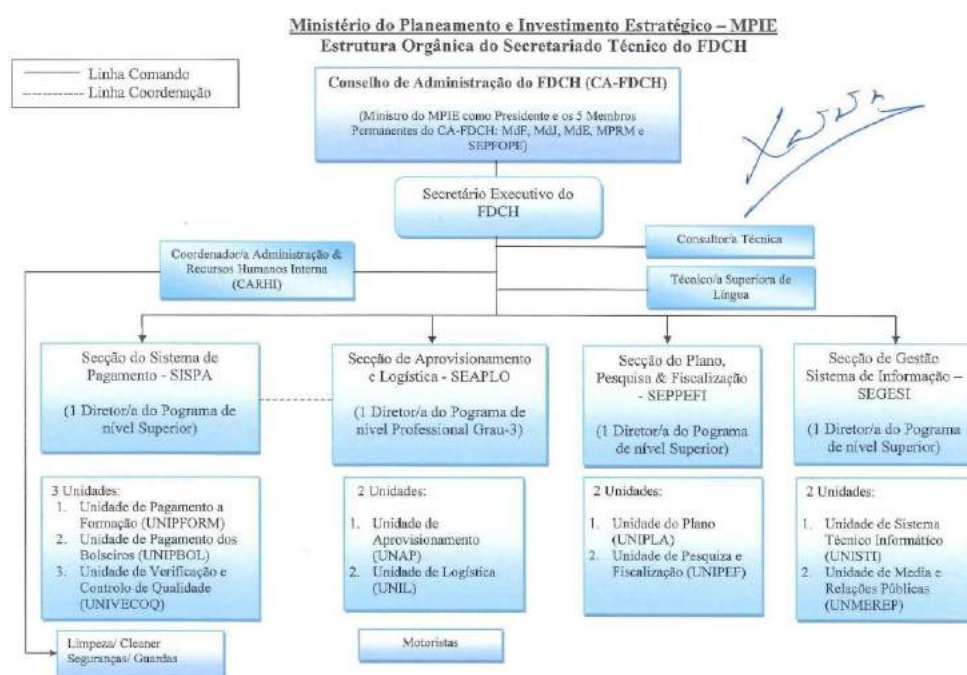 Ministério do Planeamento e Investimento Estratégico – MPIE
Estrutura Orgânica do Secretariado Técnico do FDCH
Linha Comando
Linha Coordenação
Conselho de Administração do FDCH (CA-FDCH)
(Ministro do MPIE como Presidente e os 5 Membros
Permanentes do CA-FDCH: MdF, MdJ, MdE, MPRM e
SEPFOPE)
Secretário Executivo do
FDCH
Coordenador/a Administração &
Recursos Humanos Interna
(CARHI)
Consultor/a Técnica
Técnico/a Superiora de
Língua
Secção do Sistema de
Pagamento - SISPA
(1 Diretor/a do Pograma de
nível Superior)
Secção de Aprovisionamento
e Logística - SEAPLO
(1 Diretor/a do Pograma de
nível Professional Grau-3)
Secção do Plano,
Pesquisa & Fiscalização
- SEPPEFI
(1 Diretor/a do Pograma
de nível Superior)
Secção de Gestão
Sistema de Informação –
SEGESI
(1 Diretor/a do Pograma
de nível Superior)
3 Unidades:
1. Unidade de Pagamento a
Formação (UNIPFORM)
2. Unidade de Pagamento dos
Bolseiros (UNIPBOL)
3. Unidade de Verificação e
Controlo de Qualidade
(UNIVECOQ)
2 Unidades:
1. Unidade de
Aprovisionamento
(UNAP)
2. Unidade de Logística
(UNIL)
2 Unidades:
1. Unidade do Plano
(UNIPLA)
2. Unidade de Pesquiza e
Fiscalização (UNIPEF)
2 Unidades:
1. Unidade de Sistema
Técnico Informático
(UNISTI)
2. Unidade de Media e
Relações Públicas
(UNMEREP)
Limpeza/ Cleaner
Seguranças/ Guardas
Motoristas